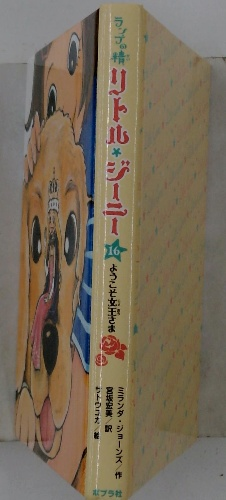 ランプの精
リトル★ジーニー
16
ようこそ女王さま
ミランダ・ジョーンズ/作
宮坂宏美/訳
サトウユカ/絵
ポプラ社